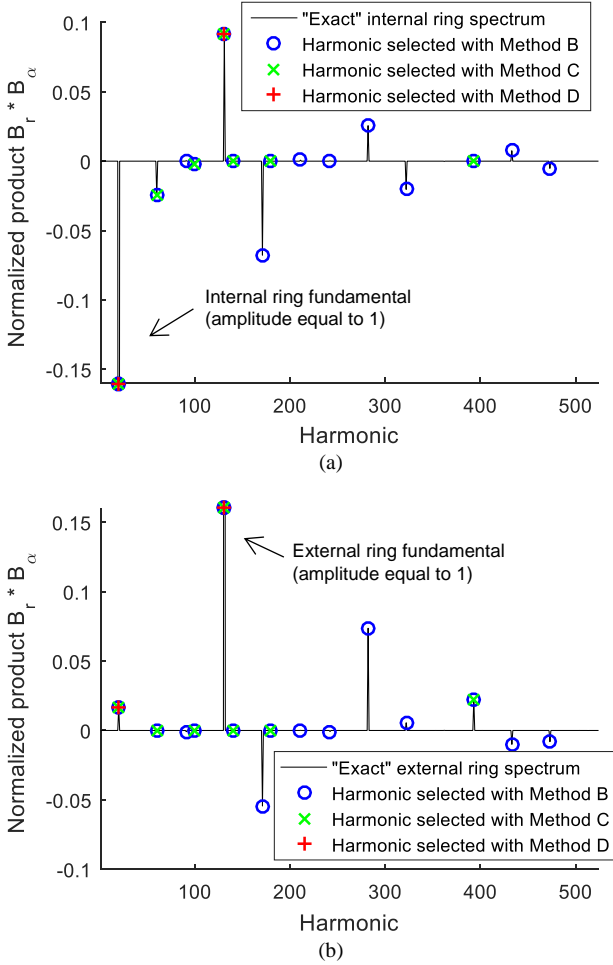 0.1
0.05
0
-0.05
-0.1
-0.15
Normalized product Br * Bα
"Exact" internal ring spectrum
Harmonic selected with Method B
Harmonic selected with Method C
Harmonic selected with Method D
Internal ring fundamental
(amplitude equal to 1)
100 200 300 400 500
Harmonic
(a)
0.15
0.1
0.05
0
-0.05
-0.1
Normalized product Br * Bα
External ring fundamental
(amplitude equal to 1)
"Exact" external ring spectrum
Harmonic selected with Method B
Harmonic selected with Method C
Harmonic selected with Method D
100 200 300 400 500
Harmonic
(b)